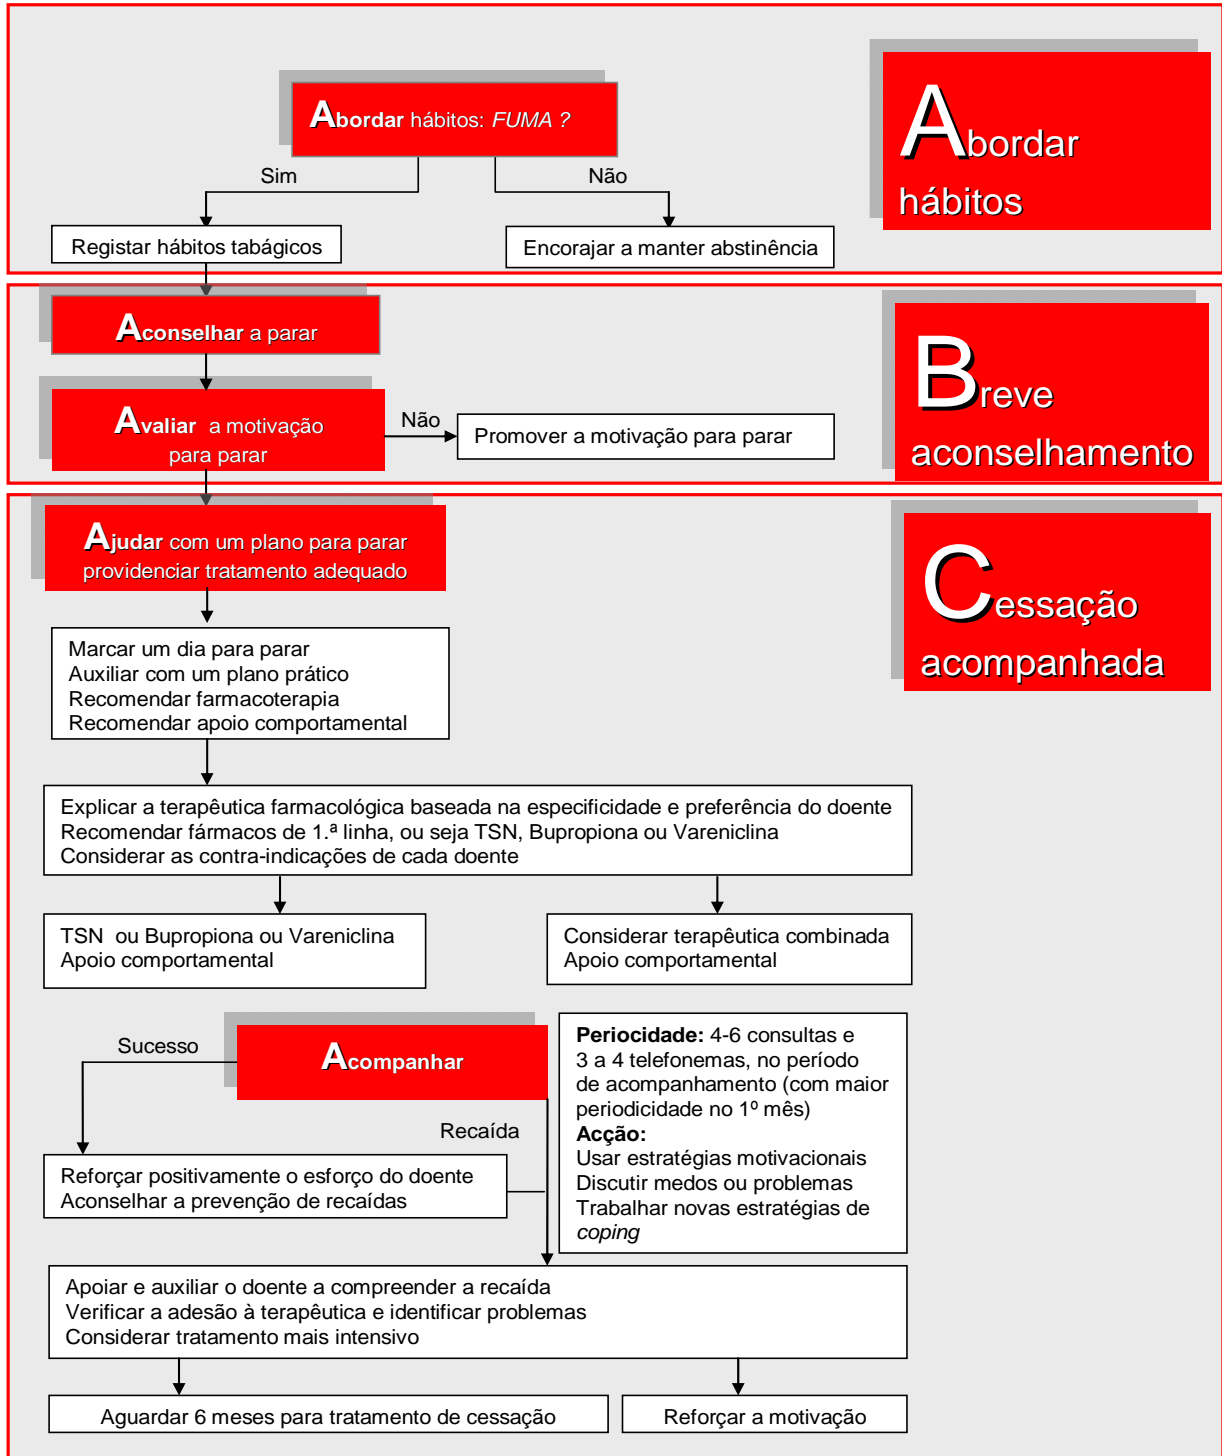 Abordar hábitos: FUMA ?
Abordar
hábitos
Sim
Não
Registar hábitos tabágicos
Encorajar a manter abstinência
Aconselhar a parar
Breve
aconselhamento
Avaliar a motivação
para parar
Não
Promover a motivação para parar
Ajudar com um plano para parar
providenciar tratamento adequado
Cessação
acompanhada
Marcar um dia para parar
Auxiliar com um plano prático
Recomendar farmacoterapia
Recomendar apoio comportamental
Explicar a terapêutica farmacológica baseada na especificidade e preferência do doente
Recomendar fármacos de 1.ª linha, ou seja TSN, Bupropiona ou Vareniclina
Considerar as contra-indicações de cada doente
TSN ou Bupropiona ou Vareniclina
Apoio comportamental
Considerar terapêutica combinada
Apoio comportamental
Sucesso
Acompanhar
Recaída
Periocidade: 4-6 consultas e
3 a 4 telefonemas, no período
de acompanhamento (com maior
periodicidade no 1º mês)
Acção:
Usar estratégias motivacionais
Discutir medos ou problemas
Trabalhar novas estratégias de
coping
Reforçar positivamente o esforço do doente
Aconselhar a prevenção de recaídas
Apoiar e auxiliar o doente a compreender a recaída
Verificar a adesão à terapêutica e identificar problemas
Considerar tratamento mais intensivo
Aguardar 6 meses para tratamento de cessação
Reforçar a motivação